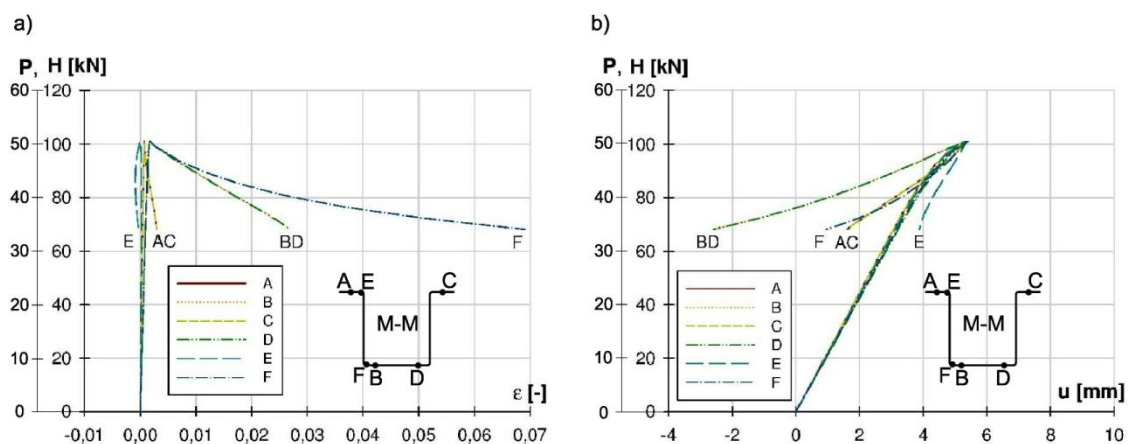 a)
P, H [kN]
60 120
50 100
40 80
30 60
20 40
10 20
0 0
-0,01 0,00 0,01 0,02 0,03 0,04 0,05 0,06 0,07
ε [-]
E AC BD F
A
B
C
D
E
F
A E C
M-M
F B D
b)
P, H [kN]
60 120
50 100
40 80
30 60
20 40
10 20
0 0
-4 -2 0 2 4 6 8 10
u [mm]
BD F AC E
A
B
C
D
E
F
A E C
M-M
F B D